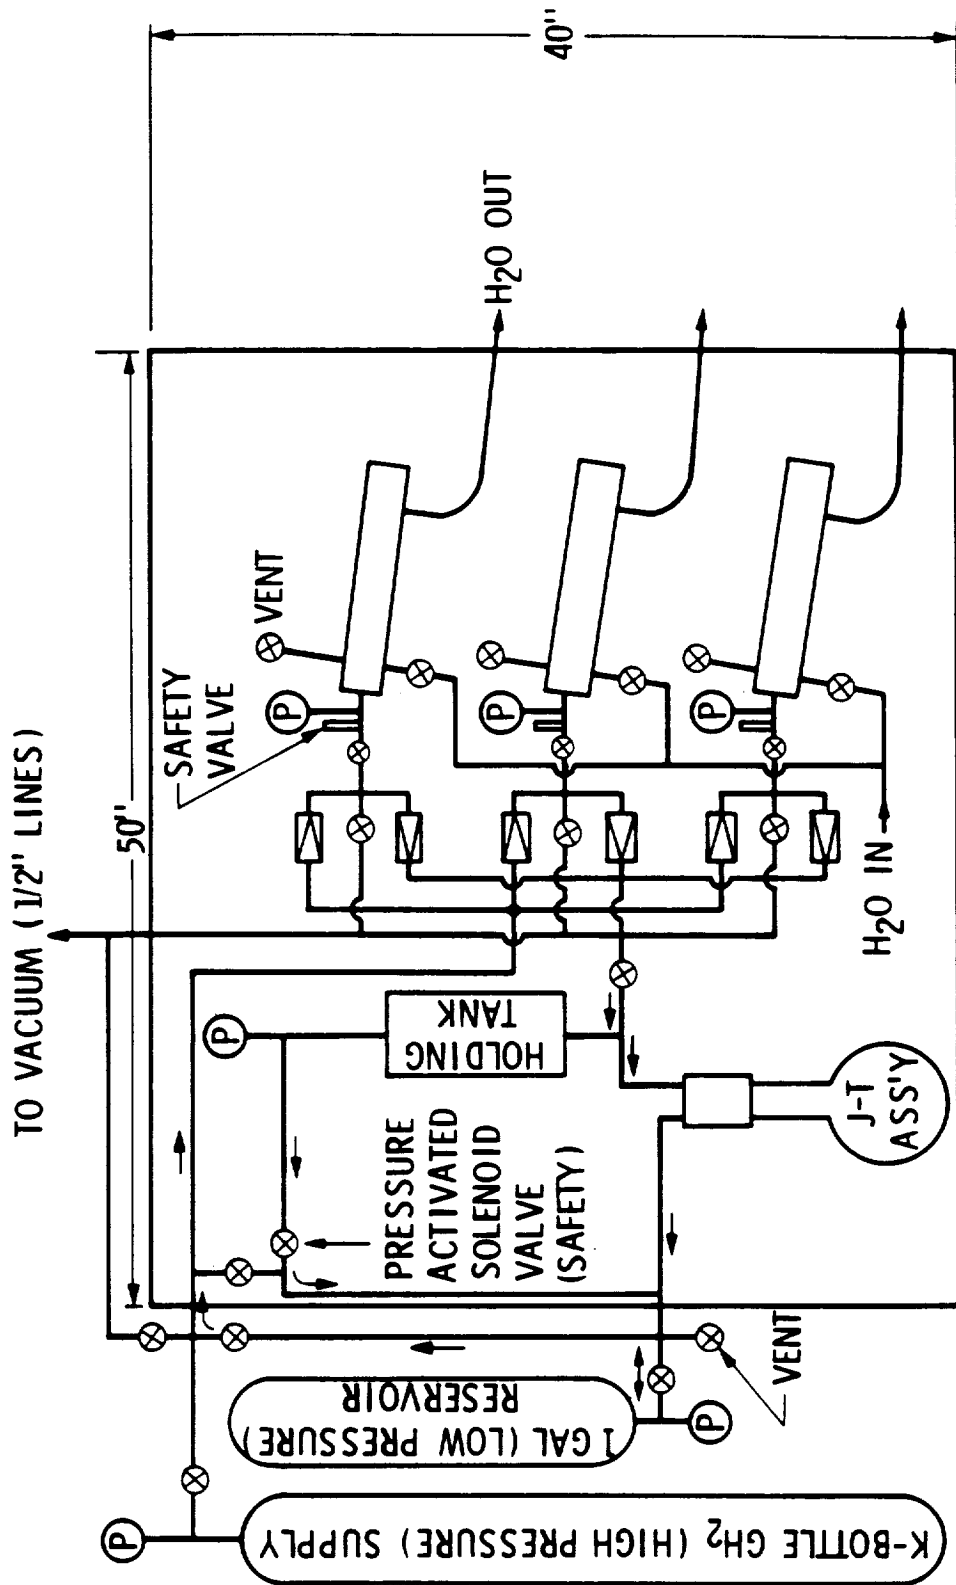 TO VACUUM (1/2" LINES)
50"
40"
SAFETY
VALVE
VENT
H2O OUT
P
P
P
P
H2O IN
HOLDING
TANK
J-T
ASS'Y
PRESSURE
ACTIVATED
SOLENOID
VALVE
(SAFETY)
VENT
1 GAL (LOW PRESSURE)
RESERVOIR
P
P
K-BOTTLE GH2 (HIGH PRESSURE) SUPPLY